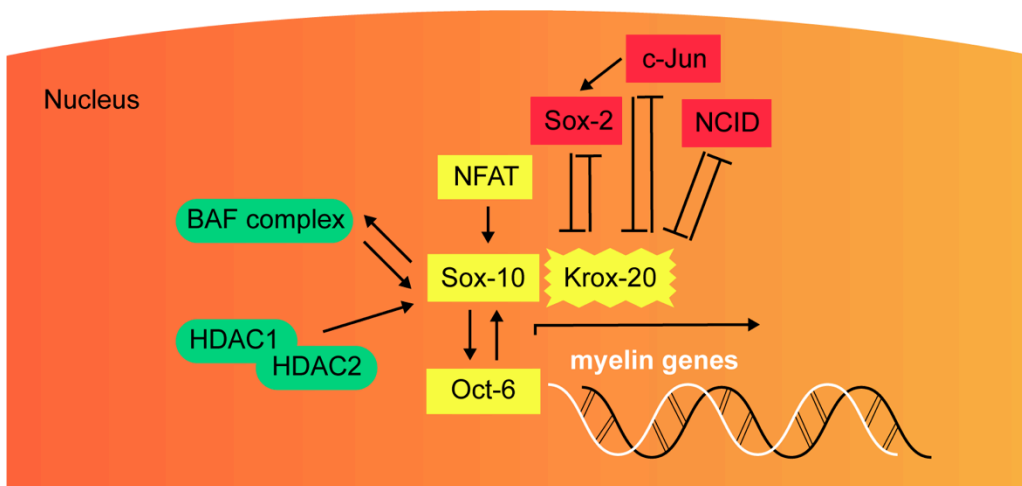 c-Jun
Nucleus
Sox-2
NCID
NFAT
BAF complex
Sox-10
Krox-20
HDAC1
HDAC2
myelin genes
Oct-6